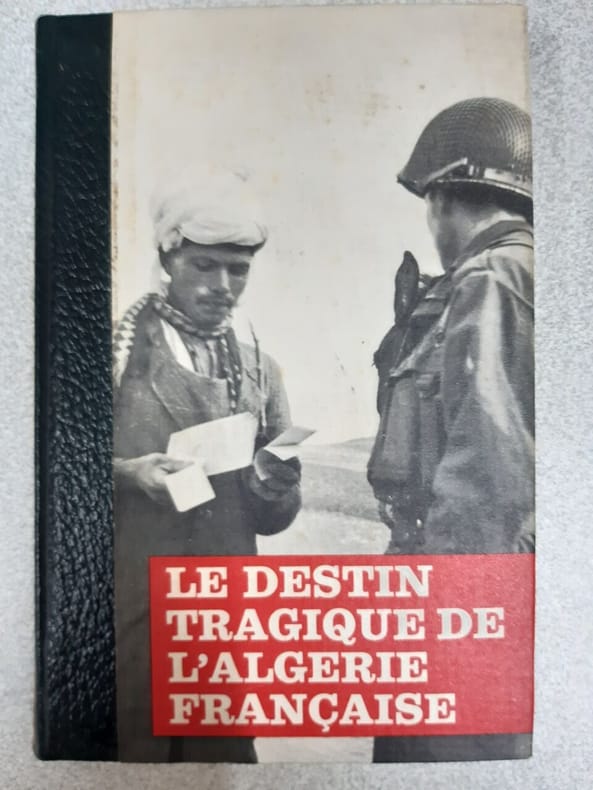 LE DESTIN
TRAGIQUE DE
L'ALGERIE
FRANÇAISE